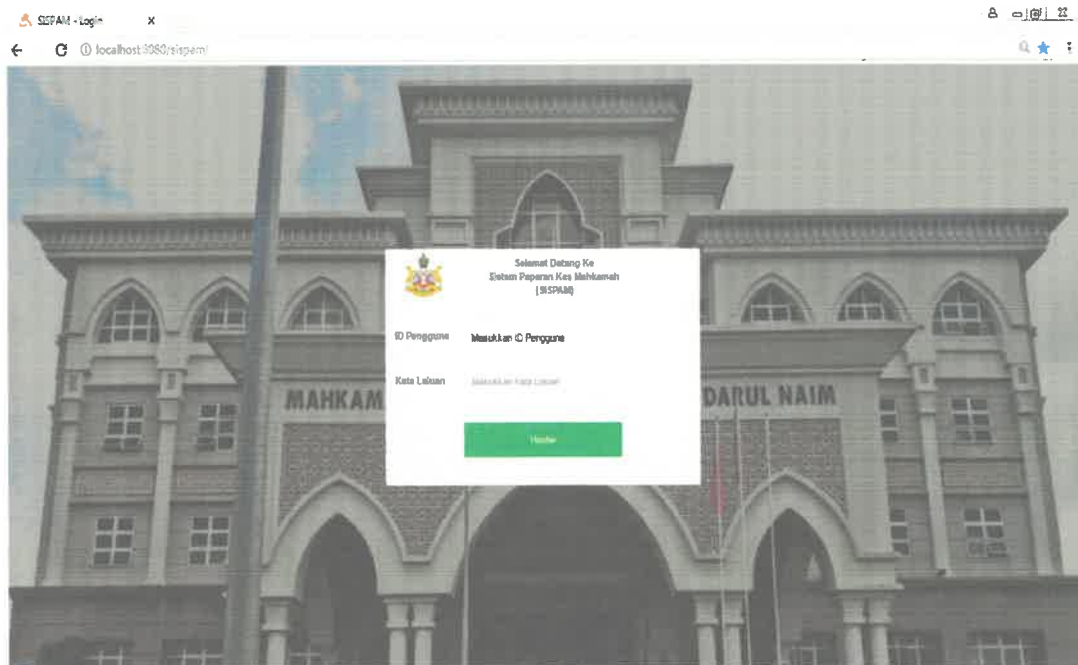 SISPAM - Login
localhost:8080/sispam/
Selamat Datang Ke
Sistem Paparan Kes Mahkamah
(SISPAM)
ID Pengguna Masukkan ID Pengguna
Kata Laluan Masukkan Kata Laluan
MAHKAM DARUL NAIM